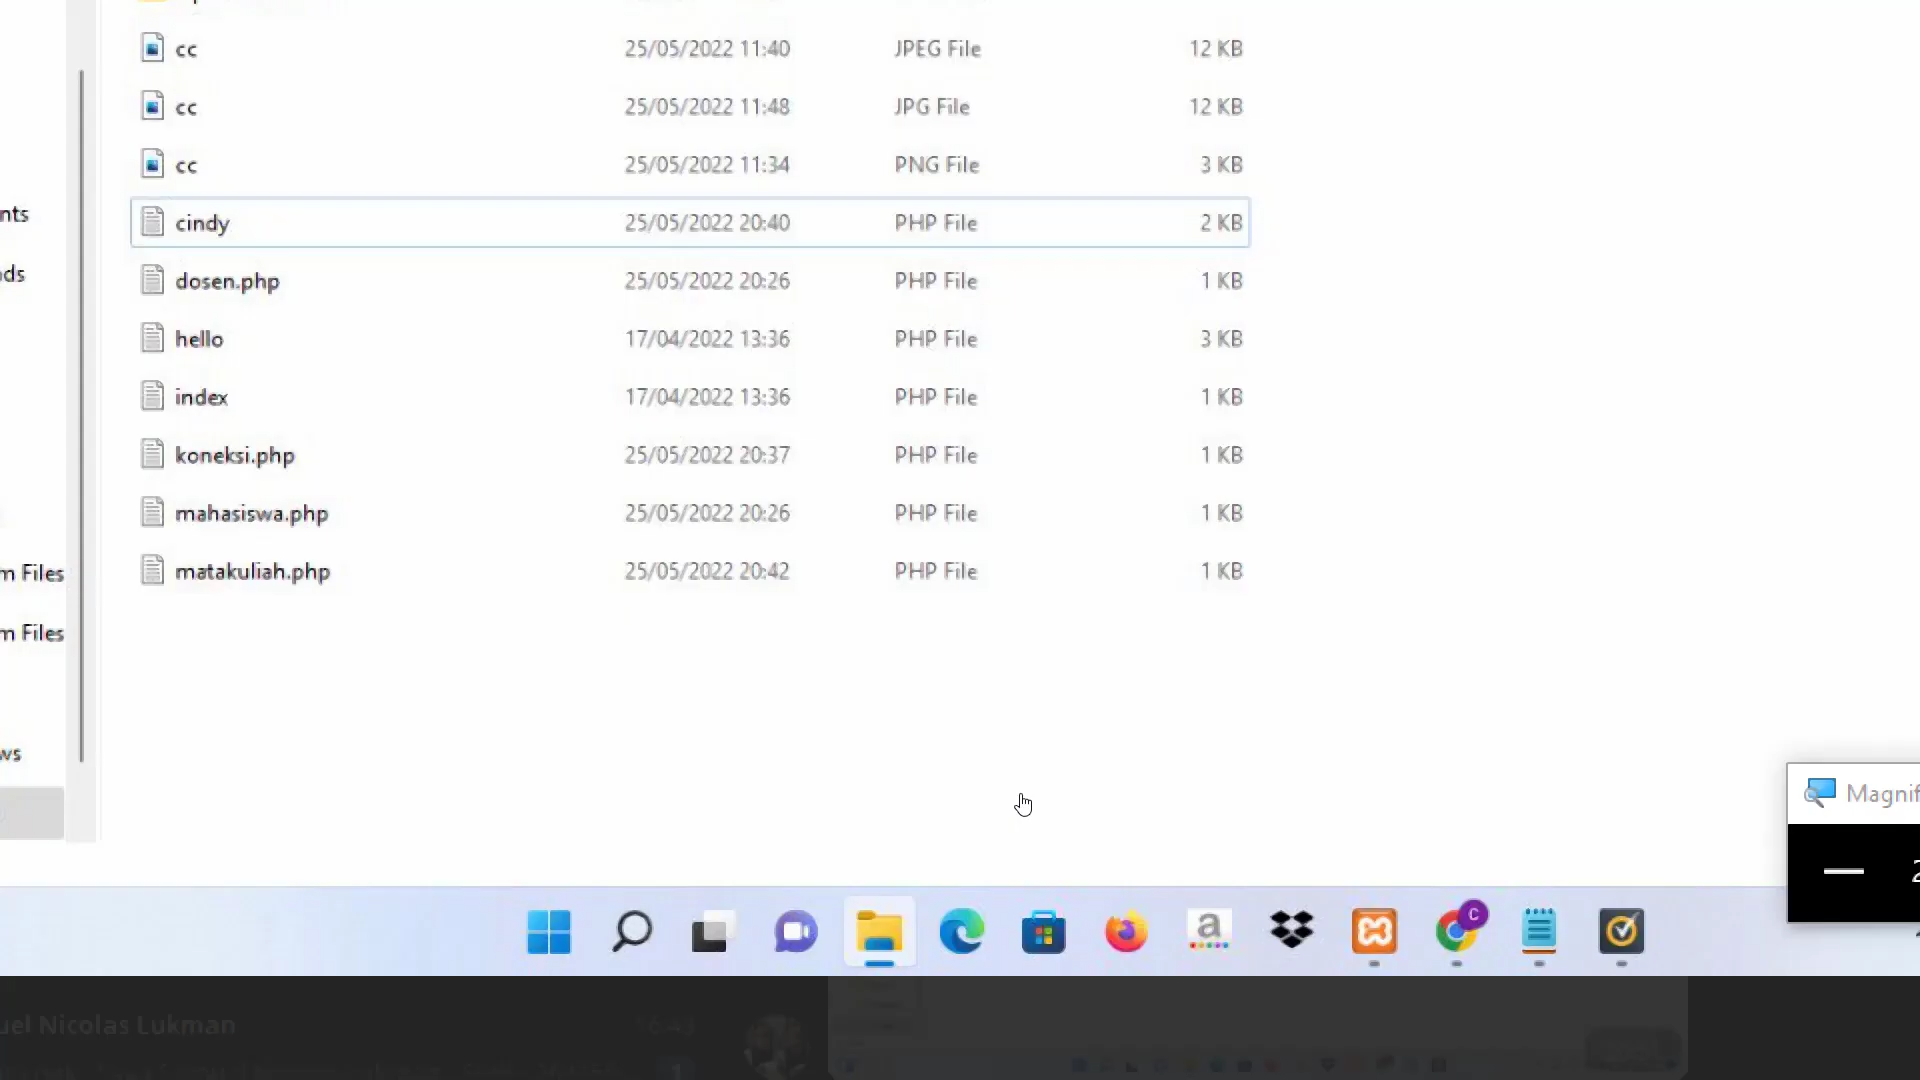 cc 25/05/2022 11:40 JPEG File 12 KB
cc 25/05/2022 11:48 JPG File 12 KB
cc 25/05/2022 11:34 PNG File 3 KB
nts
cindy 25/05/2022 20:40 PHP File 2 KB
ds
dosen.php 25/05/2022 20:26 PHP File 1 KB
hello 17/04/2022 13:36 PHP File 3 KB
index 17/04/2022 13:36 PHP File 1 KB
koneksi.php 25/05/2022 20:37 PHP File 1 KB
mahasiswa.php 25/05/2022 20:26 PHP File 1 KB
m Files
matakuliah.php 25/05/2022 20:42 PHP File 1 KB
m Files
ws
Magnif
2
C
a
uel Nicolas Lukman